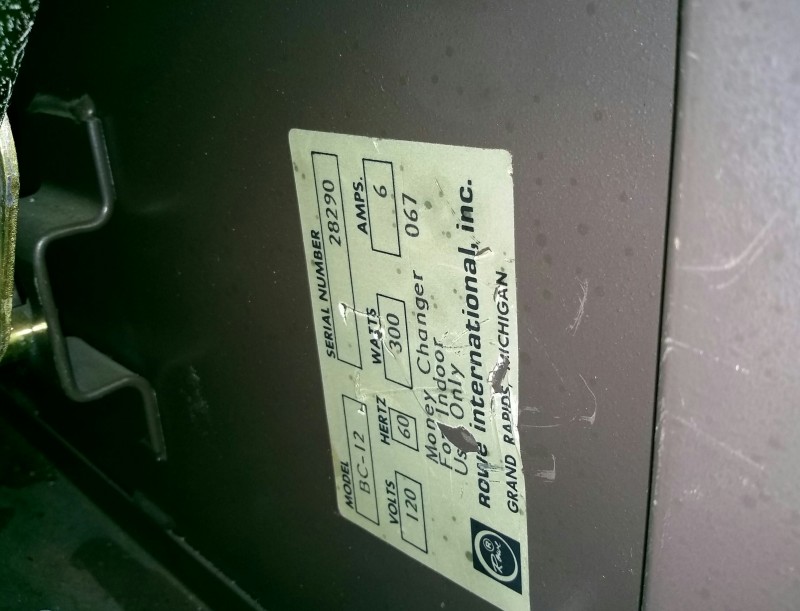 MODEL SERIAL NUMBER
BC-12 28290
VOLTS HERTZ WATTS AMPS.
120 60 300 6
Money Changer 067
For Indoor
Use Only
Rowe international, inc.
GRAND RAPIDS, MICHIGAN
Rowe ®